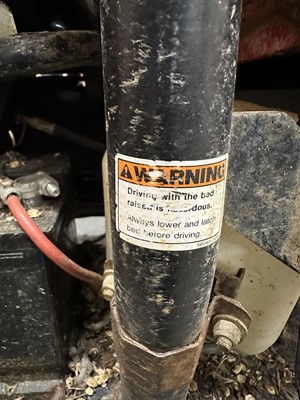 WARNING
Driving with the bed
raised is hazardous.
Always lower and latch
bed before driving.